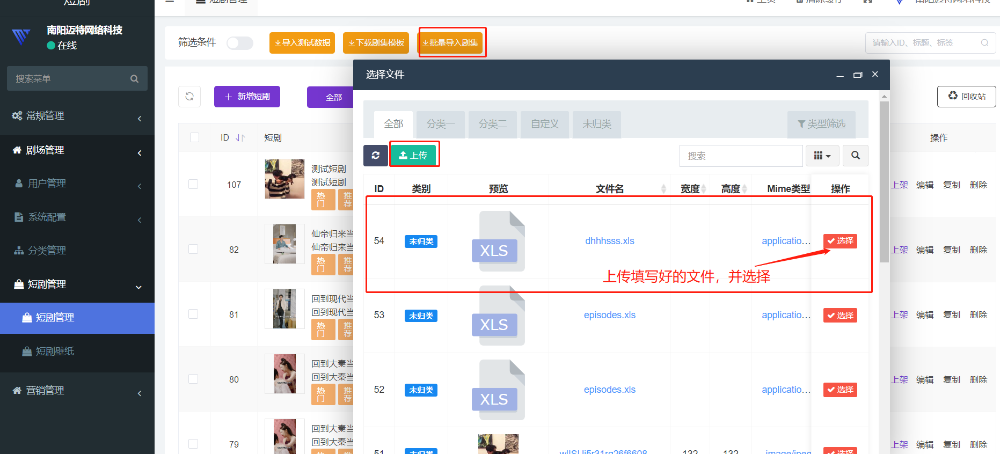 短剧
短剧管理
主页
清除缓存
南阳迈特网络科技
南阳迈特网络科技
在线
搜索菜单
常规管理
剧场管理
用户管理
系统配置
分类管理
短剧管理
短剧管理
短剧壁纸
营销管理
筛选条件
导入测试数据
下载剧集模板
批量导入剧集
请输入ID、标题、标签
新增短剧
全部
回收站
ID
短剧
操作
107
测试短剧
测试短剧
热门
推荐
上架 编辑 复制 删除
82
仙帝归来当
仙帝归来当
热门
推荐
上架 编辑 复制 删除
81
回到现代当
回到现代当
热门
推荐
上架 编辑 复制 删除
80
回到大秦当
回到大秦当
热门
推荐
上架 编辑 复制 删除
79
回到大秦当
回到大秦当
热
推
上架 编辑 复制 删除
选择文件
全部
分类一
分类二
自定义
未归类
类型筛选
上传
搜索
ID 类别 预览 文件名 宽度 高度 Mime类型 操作
54 未归类 XLS dhhhsss.xls applicatio... 选择
上传填写好的文件，并选择
53 未归类 XLS episodes.xls applicatio... 选择
52 未归类 XLS episodes.xls applicatio... 选择
51 未归类 132 132 image/jpeg 选择